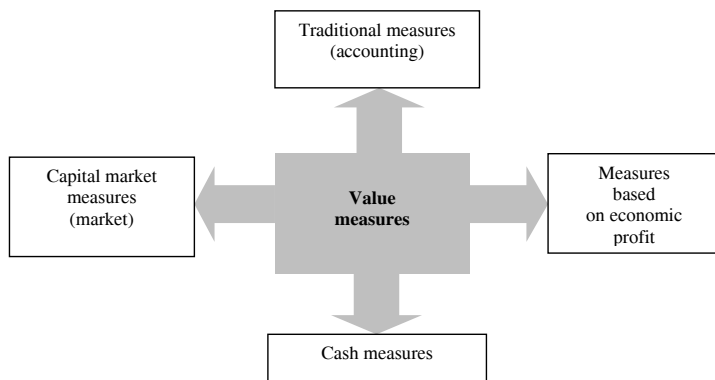 Traditional measures
(accounting)
Capital market
measures
(market)
Value
measures
Measures
based
on economic
profit
Cash measures